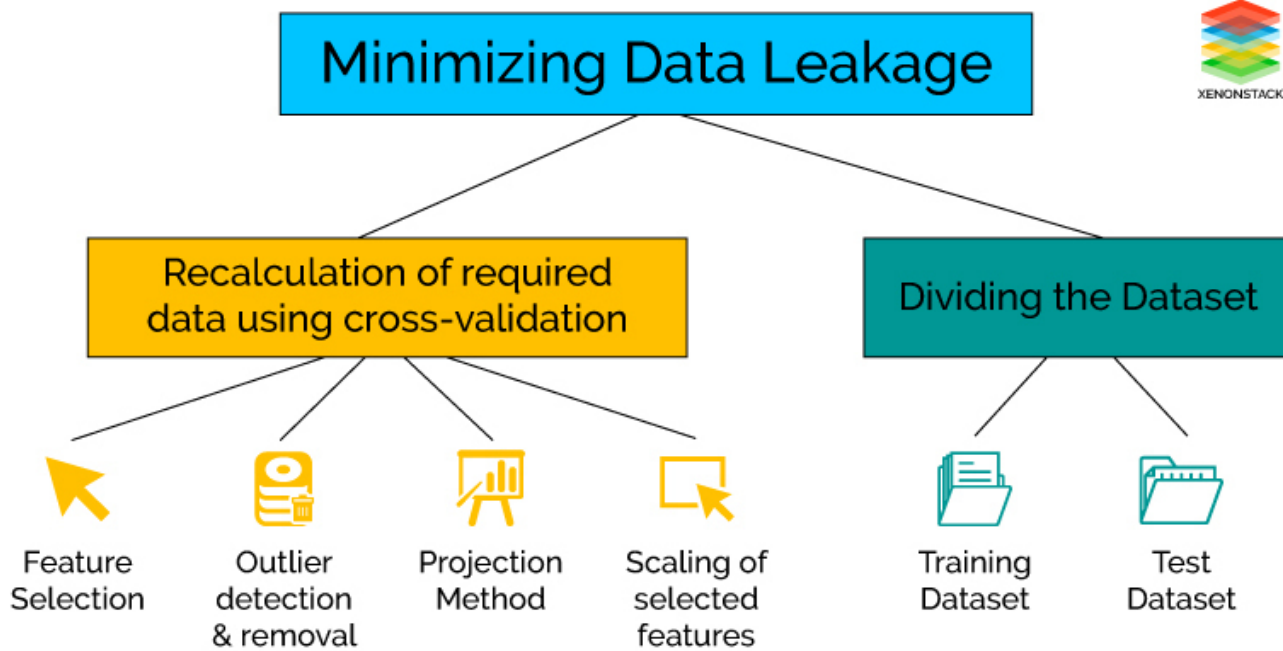 Minimizing Data Leakage
XENONSTACK
Recalculation of required
data using cross-validation
Dividing the Dataset
Feature
Selection
Outlier
detection
& removal
Projection
Method
Scaling of
selected
features
Training
Dataset
Test
Dataset